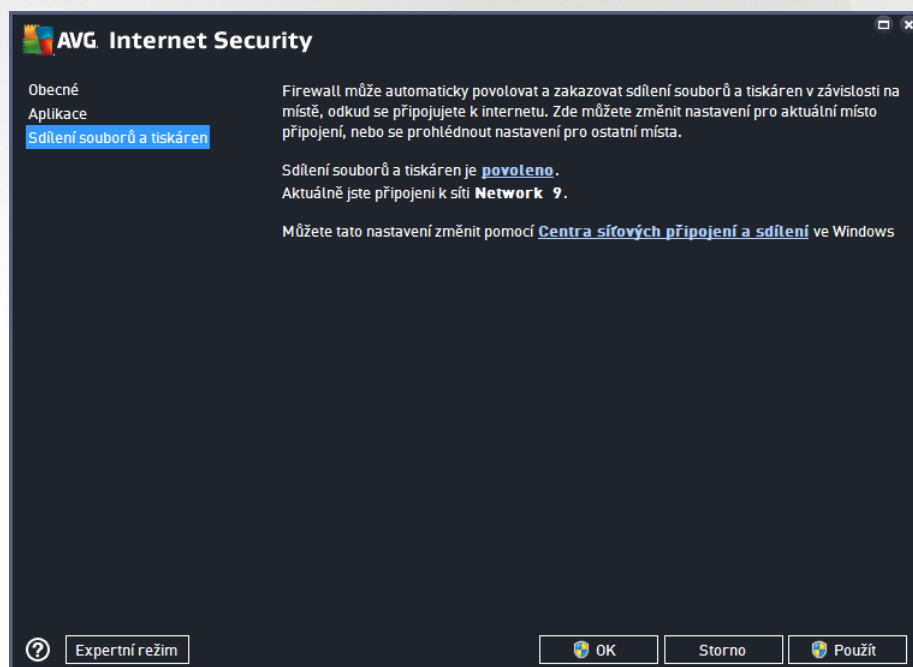 AVG. Internet Security
Obecné
Aplikace
Sdílení souborů a tiskáren
Firewall může automaticky povolovat a zakazovat sdílení souborů a tiskáren v závislosti na
místě, odkud se připojujete k internetu. Zde můžete změnit nastavení pro aktuální místo
připojení, nebo se prohlédnout nastavení pro ostatní místa.
Sdílení souborů a tiskáren je povoleno.
Aktuálně jste připojeni k síti Network 9.
Můžete tato nastavení změnit pomocí Centra síťových připojení a sdílení ve Windows
? Expertní režim
OK
Storno
Použít